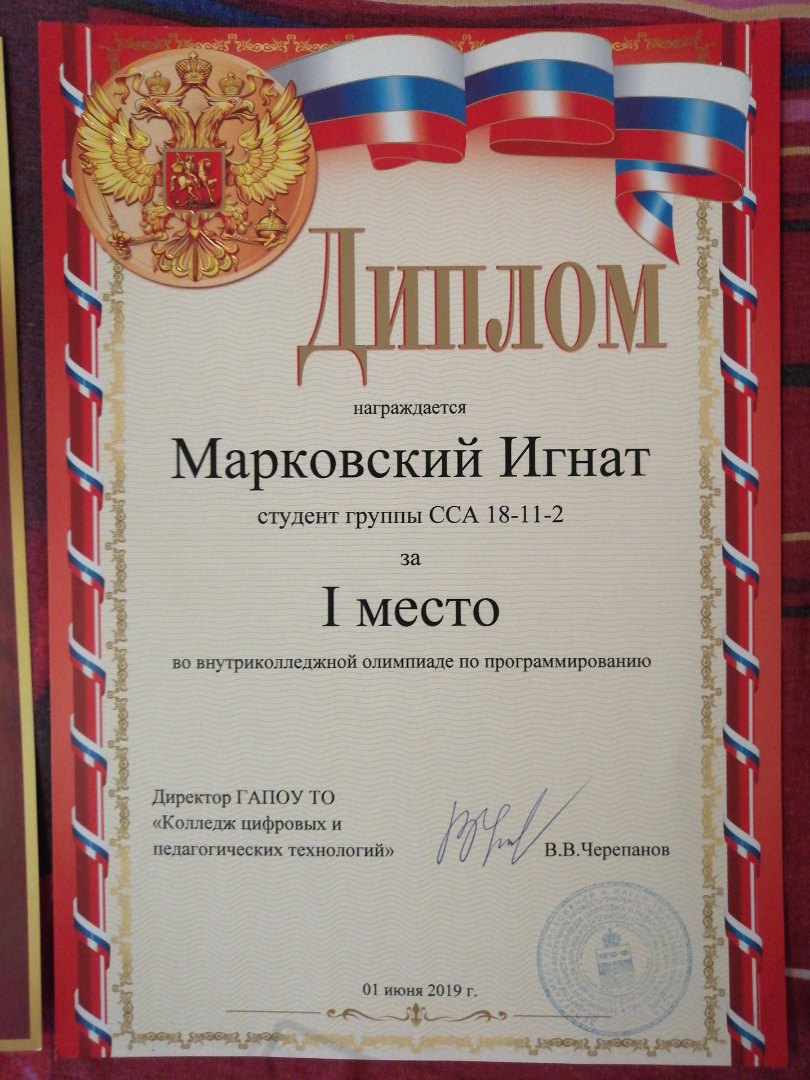 Диплом
награждается
Марковский Игнат
студент группы ССА 18-11-2
за
I место
во внутриколледжной олимпиаде по программированию
Директор ГАПОУ ТО
«Колледж цифровых и
педагогических технологий»
В.В.Черепанов
01 июня 2019 г.